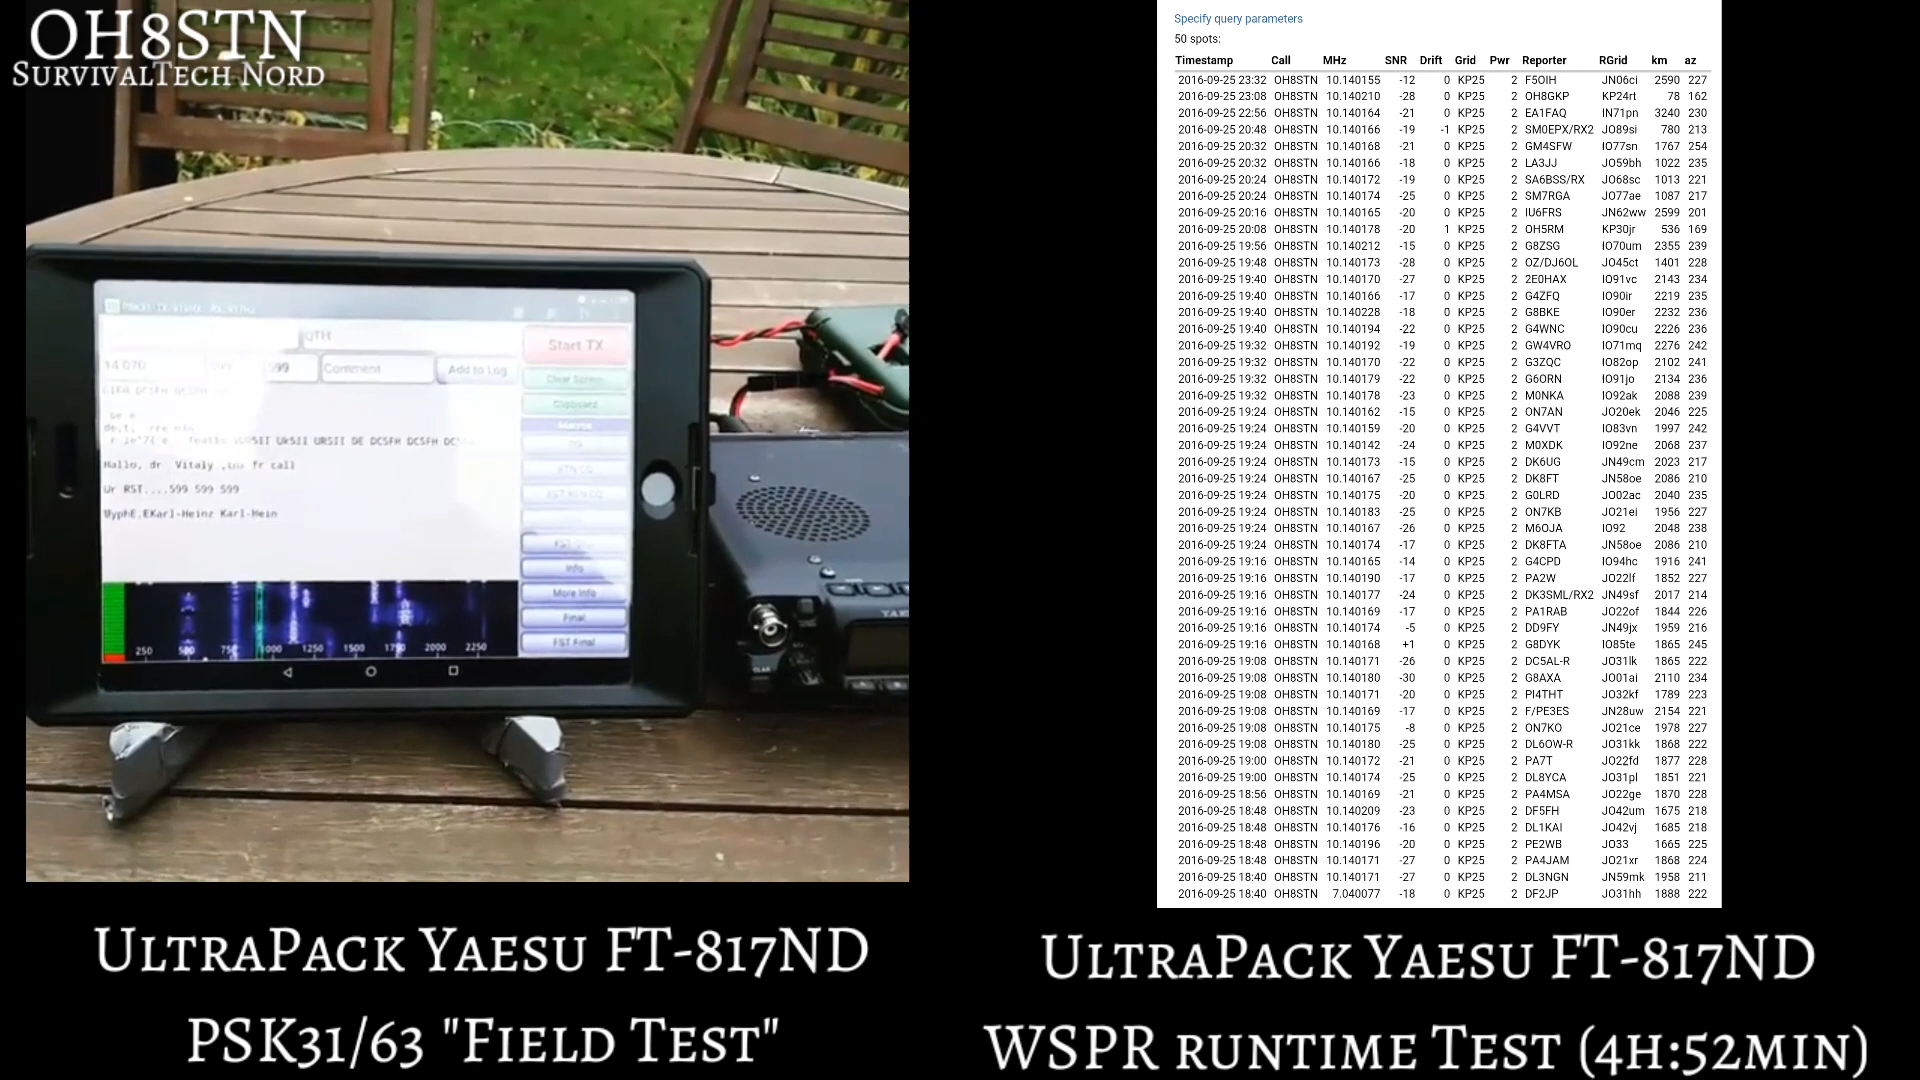 OH8STN
SURVIVALTECH NORD
QTH
Start TX
14.070
599
Comment
Add to Log
Clear Screen
Clipboard
Macros
URSII DE DC5FH DC5FH
Hallo, dr Vitaly fr call
Ur RST....599 599 599
MyphE.EKarl-Heinz Karl-Hein
Info
More Info
Final
FST Final
250 500 750 1000 1250 1500 1750 2000 2250
ULTRAPACK YAESU FT-817ND
PSK31/63 "FIELD TEST"
Specify query parameters
50 spots:
Timestamp Call MHz SNR Drift Grid Pwr Reporter RGrid km az
2016-09-25 23:32 OH8STN 10.140155 -12 0 KP25 2 F5OIH JN06ci 2590 227
2016-09-25 23:08 OH8STN 10.140210 -28 0 KP25 2 OH8GKP KP24rt 78 162
2016-09-25 22:56 OH8STN 10.140164 -21 0 KP25 2 EA1FAQ IN71pn 3240 230
2016-09-25 20:48 OH8STN 10.140166 -19 -1 KP25 2 SM0EPX/RX2 JO89si 780 213
2016-09-25 20:32 OH8STN 10.140168 -21 0 KP25 2 GM4SFW IO77sn 1767 254
2016-09-25 20:32 OH8STN 10.140166 -18 0 KP25 2 LA3JJ JO59bh 1022 235
2016-09-25 20:24 OH8STN 10.140172 -19 0 KP25 2 SA6BSS/RX JO68sc 1013 221
2016-09-25 20:24 OH8STN 10.140174 -25 0 KP25 2 SM7RGA JO77ae 1087 217
2016-09-25 20:16 OH8STN 10.140165 -20 0 KP25 2 IU6FRS JN62ww 2599 201
2016-09-25 20:08 OH8STN 10.140178 -20 1 KP25 2 OH5RM KP30jr 536 169
2016-09-25 19:56 OH8STN 10.140212 -15 0 KP25 2 G8ZSG IO70um 2355 239
2016-09-25 19:48 OH8STN 10.140173 -28 0 KP25 2 OZ/DJ6OL JO45ct 1401 228
2016-09-25 19:40 OH8STN 10.140170 -27 0 KP25 2 2E0HAX IO91vc 2143 234
2016-09-25 19:40 OH8STN 10.140166 -17 0 KP25 2 G4ZFQ IO90ir 2219 235
2016-09-25 19:40 OH8STN 10.140228 -18 0 KP25 2 G8BKE IO90er 2232 236
2016-09-25 19:40 OH8STN 10.140194 -22 0 KP25 2 G4WNC IO90cu 2226 236
2016-09-25 19:32 OH8STN 10.140192 -19 0 KP25 2 GW4VRO IO71mq 2276 242
2016-09-25 19:32 OH8STN 10.140170 -22 0 KP25 2 G3ZQC IO82op 2102 241
2016-09-25 19:32 OH8STN 10.140179 -22 0 KP25 2 G6ORN IO91jo 2134 236
2016-09-25 19:32 OH8STN 10.140178 -23 0 KP25 2 M0NKA IO92ak 2088 239
2016-09-25 19:24 OH8STN 10.140162 -15 0 KP25 2 ON7AN JO20ek 2046 225
2016-09-25 19:24 OH8STN 10.140159 -20 0 KP25 2 G4VVT IO83vn 1997 242
2016-09-25 19:24 OH8STN 10.140142 -24 0 KP25 2 M0XDK IO92ne 2068 237
2016-09-25 19:24 OH8STN 10.140173 -15 0 KP25 2 DK6UG JN49cm 2023 217
2016-09-25 19:24 OH8STN 10.140167 -25 0 KP25 2 DK8FT JN58oe 2086 210
2016-09-25 19:24 OH8STN 10.140175 -20 0 KP25 2 G0LRD JO02ac 2040 235
2016-09-25 19:24 OH8STN 10.140183 -25 0 KP25 2 ON7KB JO21ei 1956 227
2016-09-25 19:24 OH8STN 10.140167 -26 0 KP25 2 M6OJA IO92 2048 238
2016-09-25 19:24 OH8STN 10.140174 -17 0 KP25 2 DK8FTA JN58oe 2086 210
2016-09-25 19:16 OH8STN 10.140165 -14 0 KP25 2 G4CPD IO94hc 1916 241
2016-09-25 19:16 OH8STN 10.140190 -17 0 KP25 2 PA2W JO22lf 1852 227
2016-09-25 19:16 OH8STN 10.140177 -24 0 KP25 2 DK3SML/RX2 JN49sf 2017 214
2016-09-25 19:16 OH8STN 10.140169 -17 0 KP25 2 PA1RAB JO22of 1844 226
2016-09-25 19:16 OH8STN 10.140174 -5 0 KP25 2 DD9FY JN49jx 1959 216
2016-09-25 19:16 OH8STN 10.140168 +1 0 KP25 2 G8DYK IO85te 1865 245
2016-09-25 19:08 OH8STN 10.140171 -26 0 KP25 2 DC5AL-R JO31lk 1865 222
2016-09-25 19:08 OH8STN 10.140180 -30 0 KP25 2 G8AXA JO01ai 2110 234
2016-09-25 19:08 OH8STN 10.140171 -20 0 KP25 2 PI4THT JO32kf 1789 223
2016-09-25 19:08 OH8STN 10.140169 -17 0 KP25 2 F/PE3ES JN28uw 2154 221
2016-09-25 19:08 OH8STN 10.140175 -8 0 KP25 2 ON7KO JO21ce 1978 227
2016-09-25 19:08 OH8STN 10.140180 -25 0 KP25 2 DL6OW-R JO31kk 1868 222
2016-09-25 19:00 OH8STN 10.140172 -21 0 KP25 2 PA7T JO22fd 1877 228
2016-09-25 19:00 OH8STN 10.140174 -25 0 KP25 2 DL8YCA JO31pl 1851 221
2016-09-25 18:56 OH8STN 10.140169 -21 0 KP25 2 PA4MSA JO22ge 1870 228
2016-09-25 18:48 OH8STN 10.140209 -23 0 KP25 2 DF5FH JO42um 1675 218
2016-09-25 18:48 OH8STN 10.140176 -16 0 KP25 2 DL1KAI JO42vj 1685 218
2016-09-25 18:48 OH8STN 10.140196 -20 0 KP25 2 PE2WB JO33 1665 225
2016-09-25 18:48 OH8STN 10.140171 -27 0 KP25 2 PA4JAM JO21xr 1868 224
2016-09-25 18:40 OH8STN 10.140171 -27 0 KP25 2 DL3NGN JN59mk 1958 211
2016-09-25 18:40 OH8STN 7.040077 -18 0 KP25 2 DF2JP JO31hh 1888 222
ULTRAPACK YAESU FT-817ND
WSPR RUNTIME TEST (4H:52MIN)